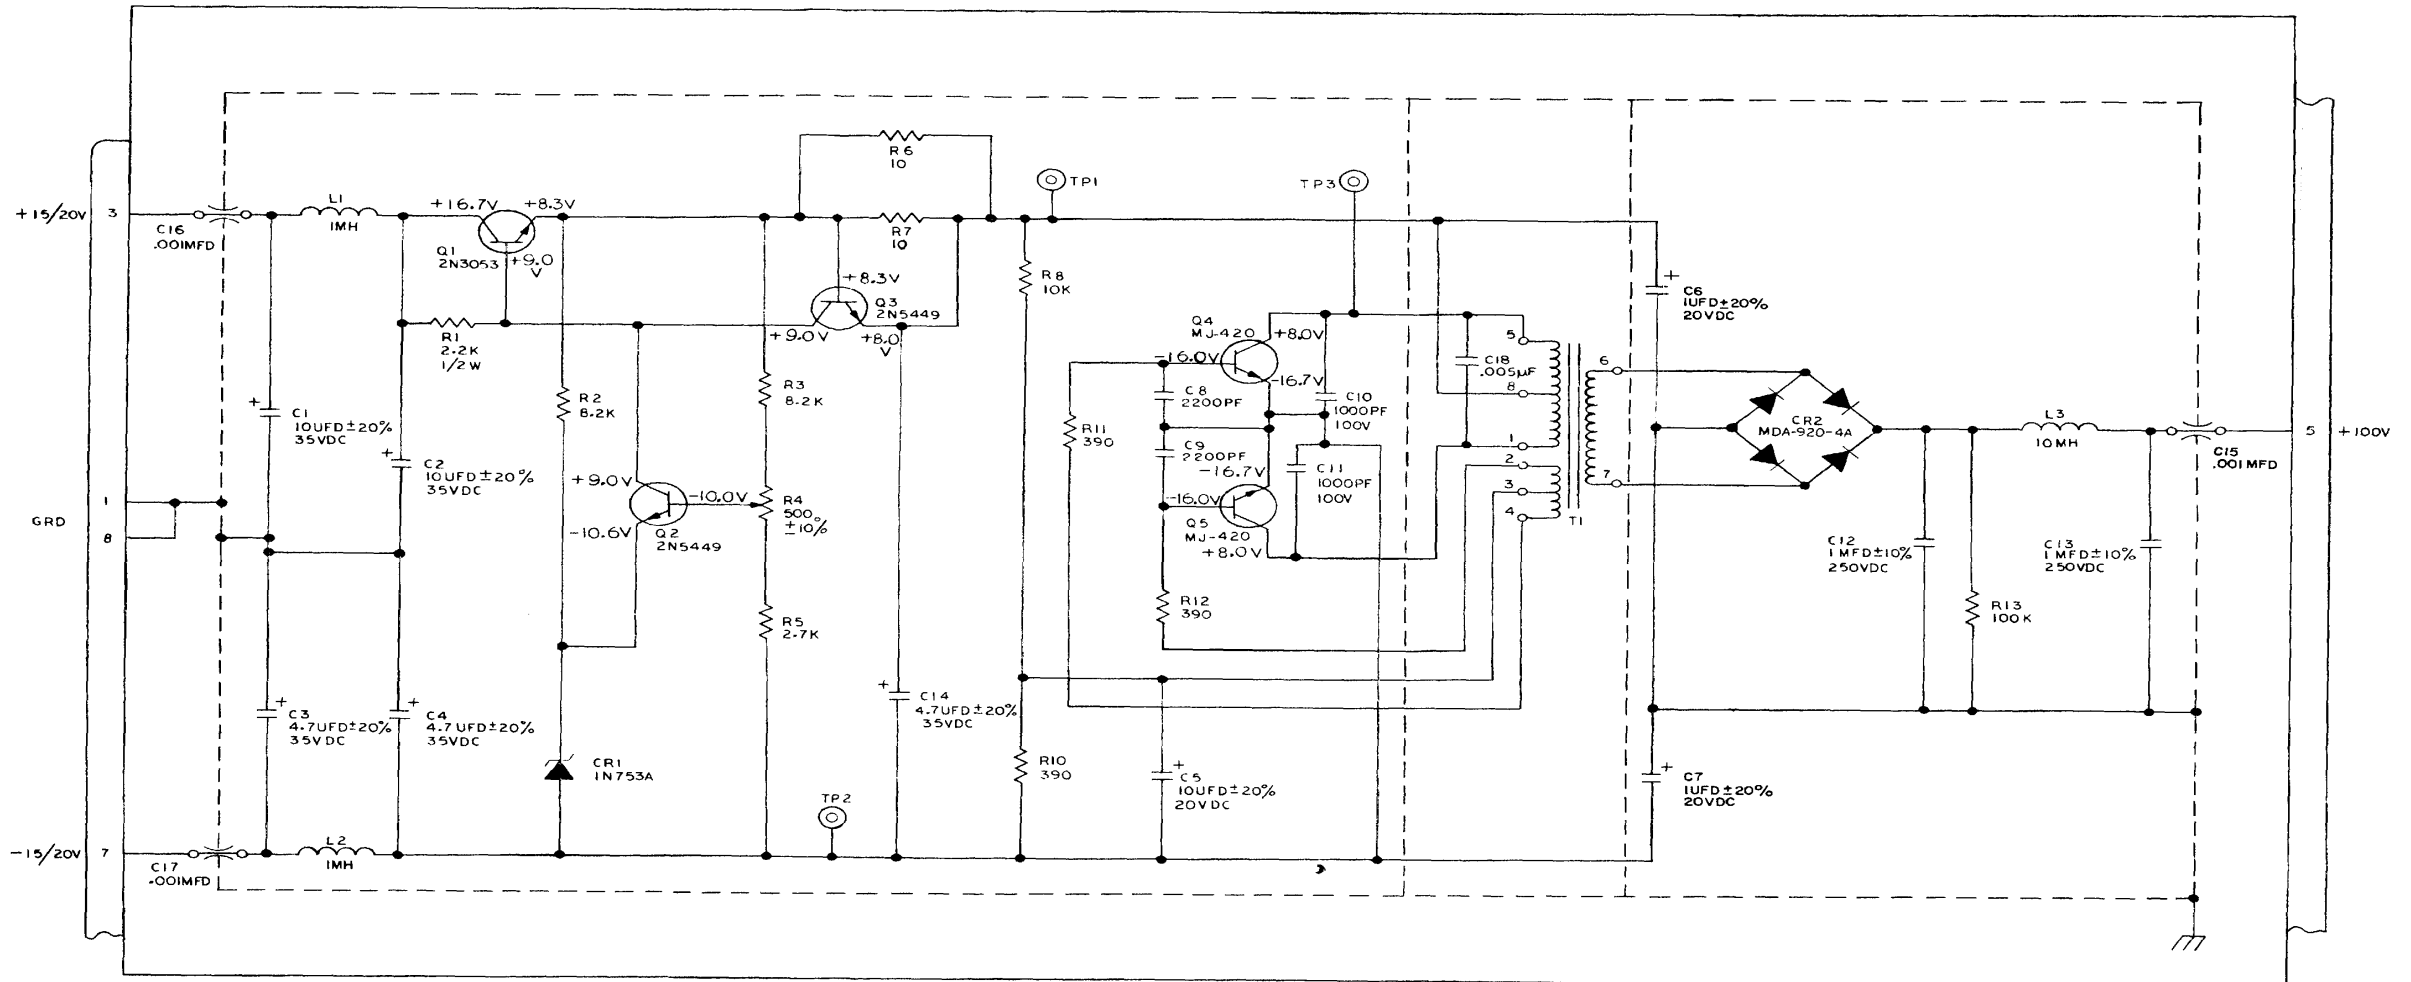 +15/20V
3
C16
.001MFD
L1
1MH
+16.7V
+8.3V
Q1
2N3053
+9.0
V
R1
2.2K
1/2W
R6
10
R7
10
+8.3V
Q3
2N5449
+9.0V
+8.0
V
TP1
TP3
R8
10K
Q4
MJ-420
+8.0V
-16.0V
-16.7V
C8
2200PF
C10
1000PF
100V
C9
2200PF
-16.7V
C11
1000PF
100V
-16.0V
Q5
MJ-420
+8.0V
R11
390
R12
390
C18
.005µF
5
8
1
2
3
4
T1
6
7
C6
1UFD±20%
20VDC
CR2
MDA-920-4A
L3
10MH
5
+100V
C15
.001MFD
C12
1MFD±10%
250VDC
C13
1MFD±10%
250VDC
R13
100K
C1
10UFD±20%
35VDC
C2
10UFD±20%
35VDC
R2
8.2K
R3
8.2K
+9.0V
-10.0V
R4
500
±10%
-10.6V
Q2
2N5449
R5
2.7K
GRD
1
8
C3
4.7UFD±20%
35VDC
C4
4.7UFD±20%
35VDC
C14
4.7UFD±20%
35VDC
CR1
1N753A
TP2
R10
390
C5
10UFD±20%
20VDC
C7
1UFD±20%
20VDC
-15/20V
7
C17
.001MFD
L2
1MH